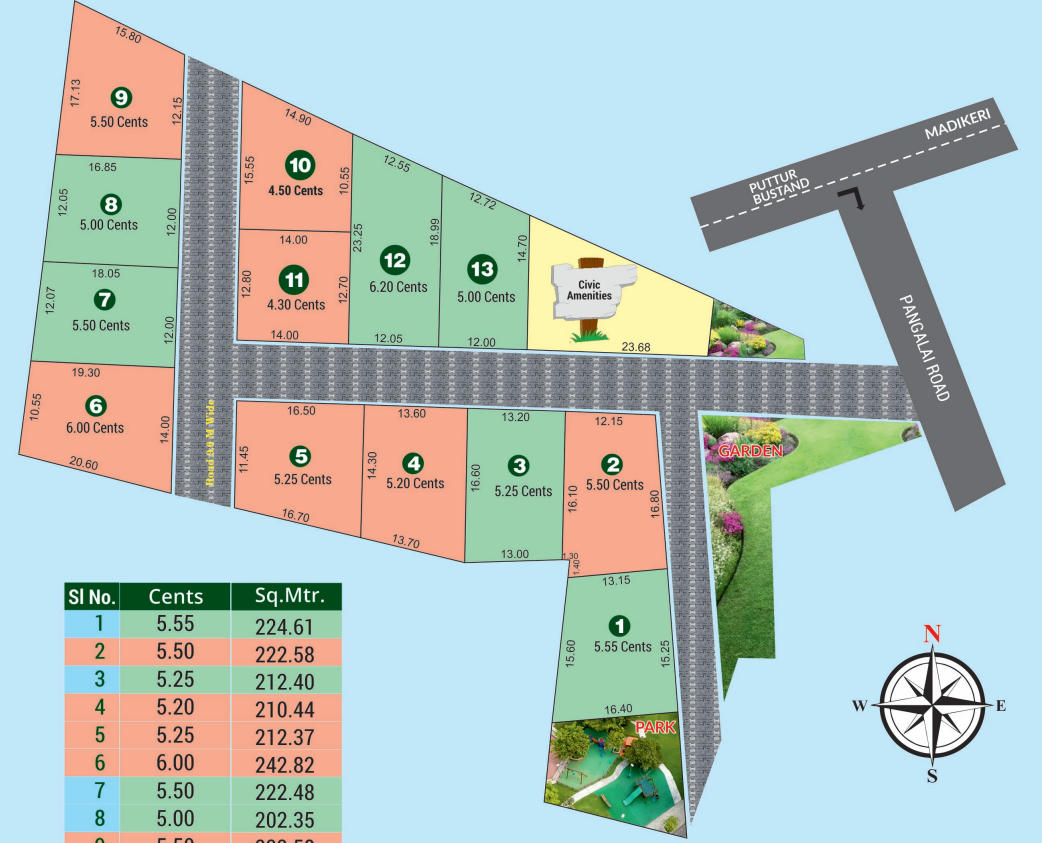 15.80
17.13
12.15
9
5.50 Cents
16.85
12.05
12.00
8
5.00 Cents
18.05
12.07
12.00
7
5.50 Cents
19.30
10.55
14.00
6
6.00 Cents
20.60
14.90
15.55
10.55
10
4.50 Cents
14.00
12.80
12.70
11
4.30 Cents
14.00
12.55
23.25
18.99
12
6.20 Cents
12.05
12.72
14.70
13
5.00 Cents
12.00
Civic
Amenities
23.68
MADIKERI
PUTTUR
BUSTAND
PANGALAI ROAD
16.50
11.45
5
5.25 Cents
16.70
13.60
14.30
4
5.20 Cents
13.70
13.20
16.60
3
5.25 Cents
13.00
12.15
16.10
16.80
2
5.50 Cents
1.30
1.40
13.15
15.60
15.25
1
5.55 Cents
16.40
PARK
GARDEN
Sl No. Cents Sq.Mtr.
1 5.55 224.61
2 5.50 222.58
3 5.25 212.40
4 5.20 210.44
5 5.25 212.37
6 6.00 242.82
7 5.50 222.48
8 5.00 202.35
N
W
E
S